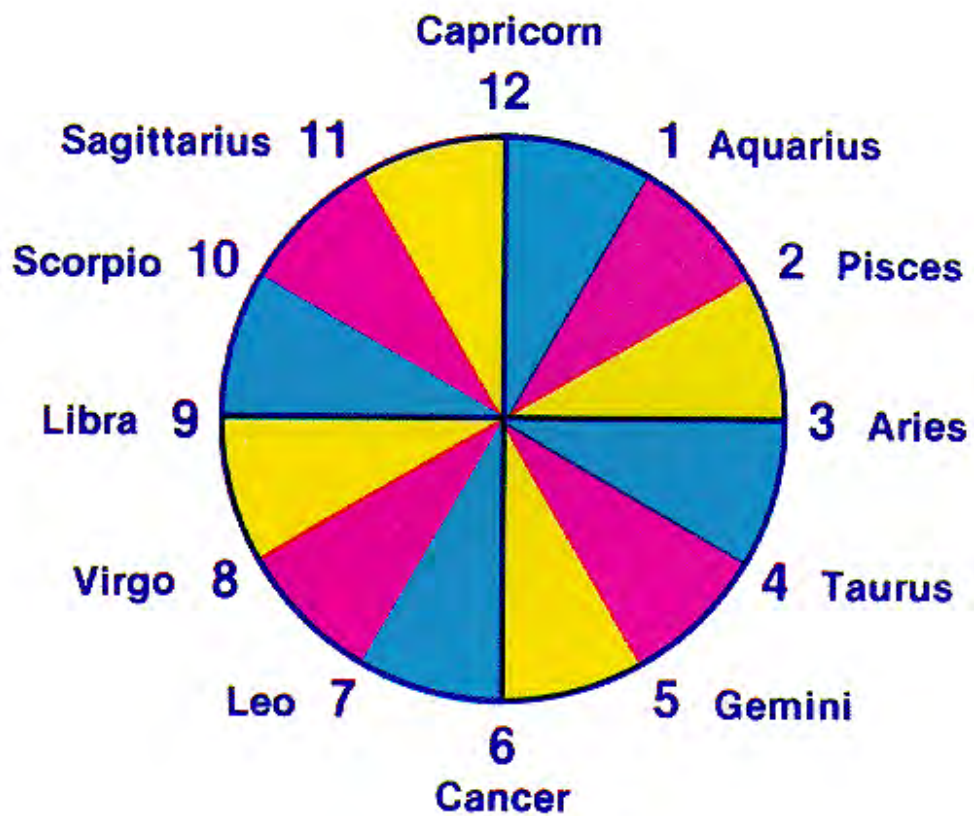 Capricorn
12
Sagittarius 11
1 Aquarius
Scorpio 10
2 Pisces
Libra 9
3 Aries
Virgo 8
4 Taurus
Leo 7
5 Gemini
6
Cancer